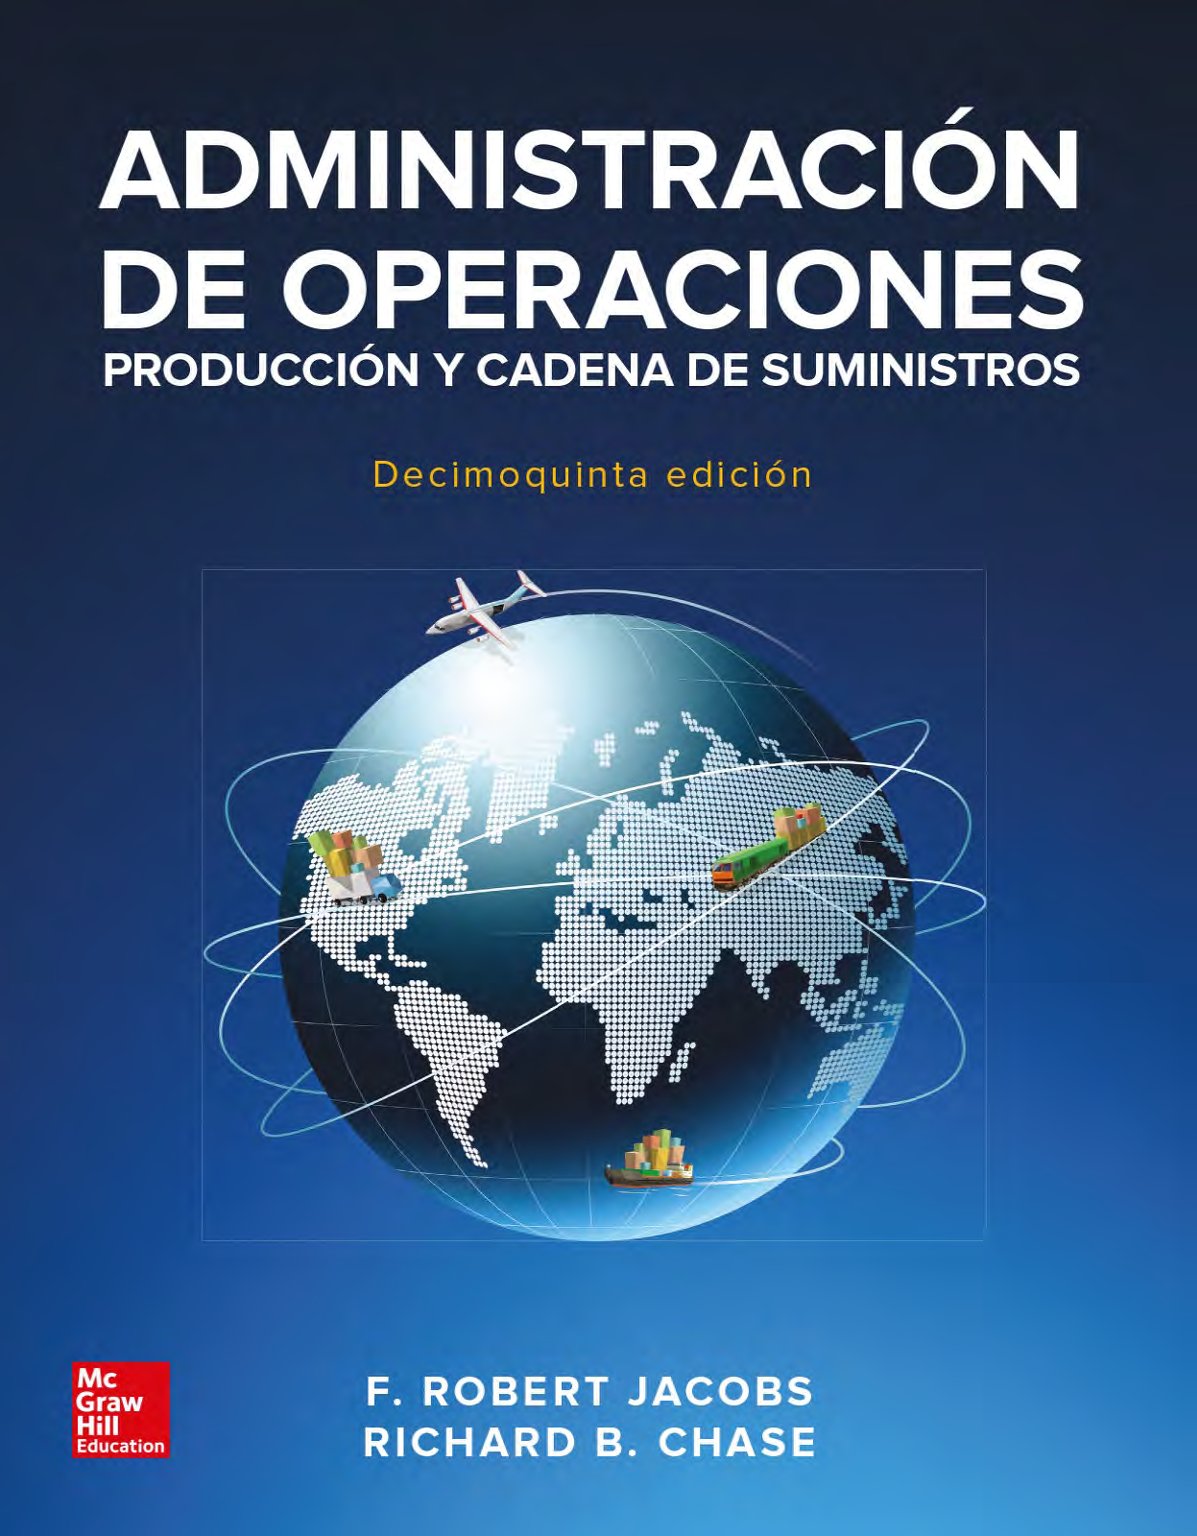 ADMINISTRACIÓN
DE OPERACIONES
PRODUCCIÓN Y CADENA DE SUMINISTROS
Decimoquinta edición
Mc
Graw
Hill
Education
F. ROBERT JACOBS
RICHARD B. CHASE